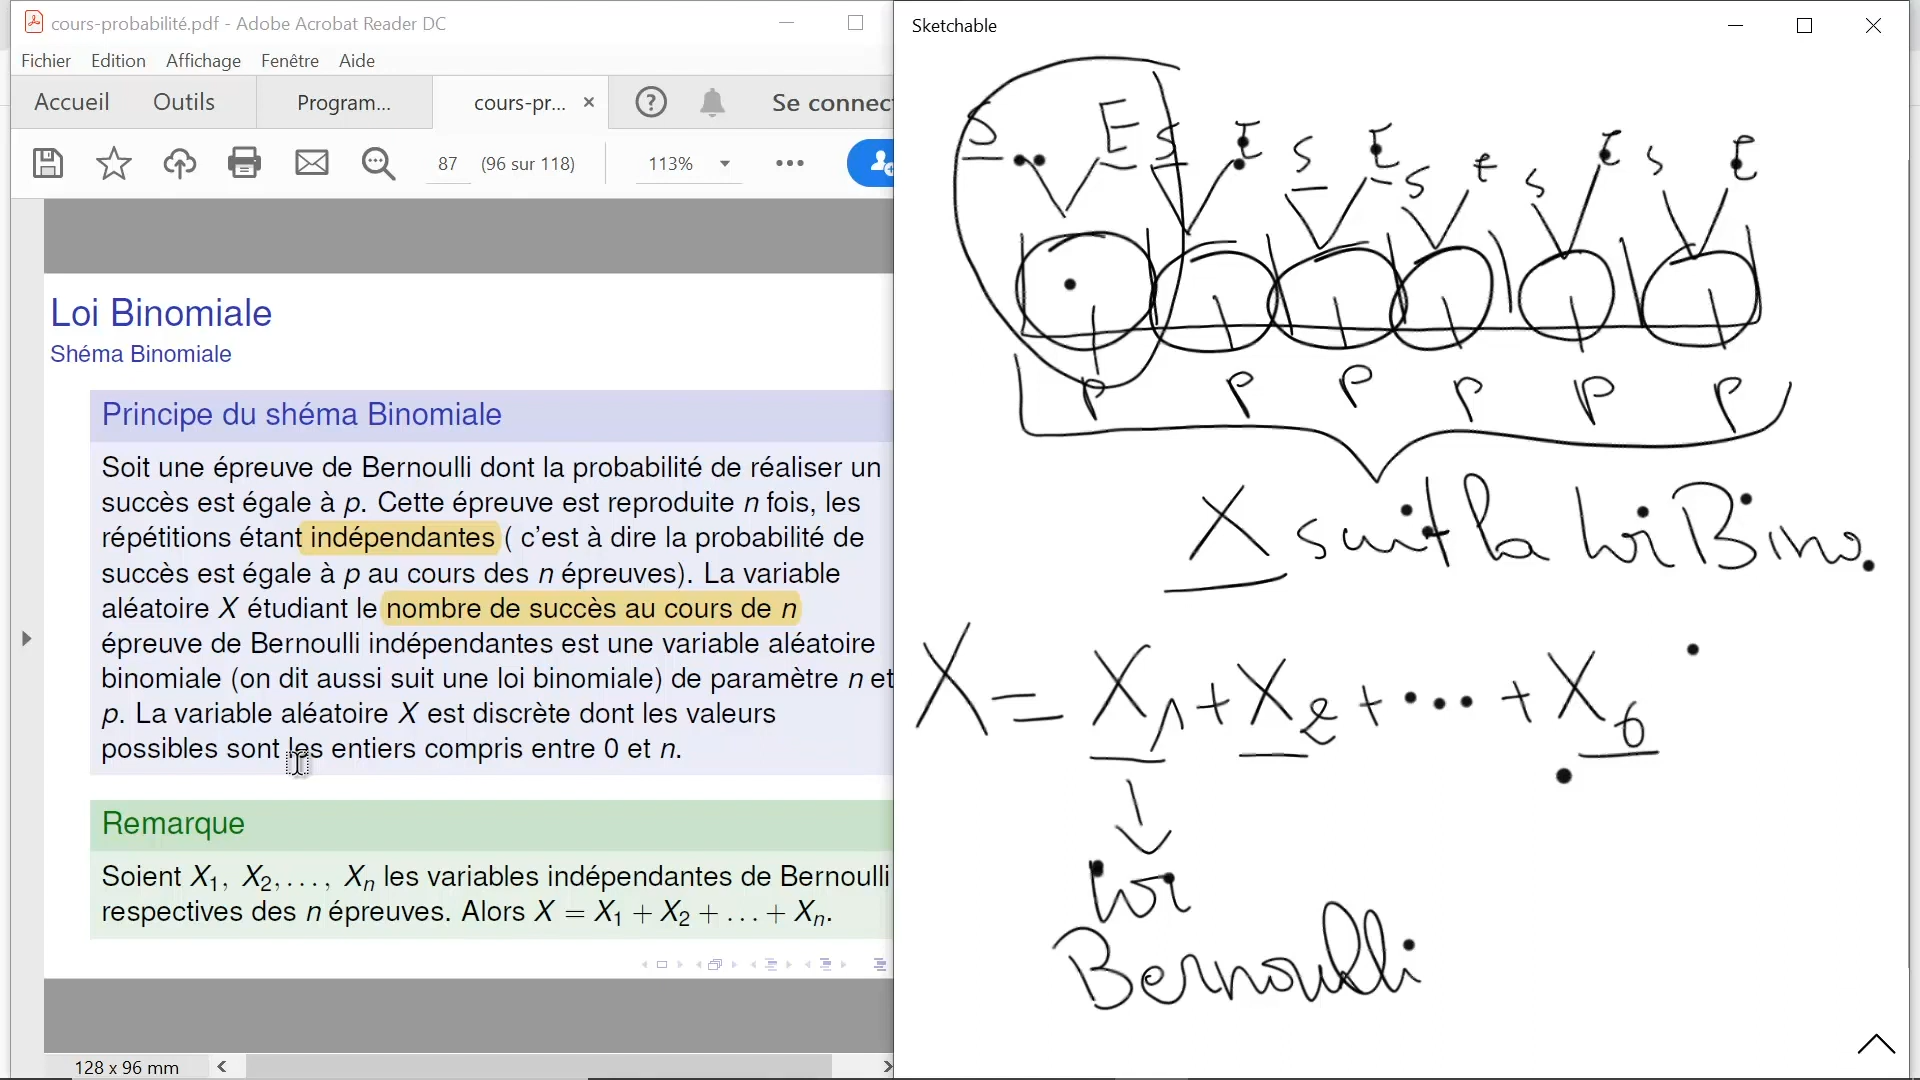 cours-probabilité.pdf - Adobe Acrobat Reader DC
Fichier Edition Affichage Fenêtre Aide
Accueil Outils Program... cours-pr... × ? Se connec
87 (96 sur 118) 113%
Loi Binomiale
Shéma Binomiale
Principe du shéma Binomiale
Soit une épreuve de Bernoulli dont la probabilité de réaliser un
succès est égale à p. Cette épreuve est reproduite n fois, les
répétitions étant indépendantes ( c'est à dire la probabilité de
succès est égale à p au cours des n épreuves). La variable
aléatoire X étudiant le nombre de succès au cours de n
épreuve de Bernoulli indépendantes est une variable aléatoire
binomiale (on dit aussi suit une loi binomiale) de paramètre n et
p. La variable aléatoire X est discrète dont les valeurs
possibles sont les entiers compris entre 0 et n.
Remarque
Soient X₁, X₂, . . . , Xₙ les variables indépendantes de Bernoulli
respectives des n épreuves. Alors X = X₁ + X₂ + . . . + Xₙ.
128 x 96 mm
Sketchable
S E S E S E S E S E S E
p p p p p p
X suit la loi Bino.
X = X₁ + X₂ + ... + X₆
loi
Bernoulli